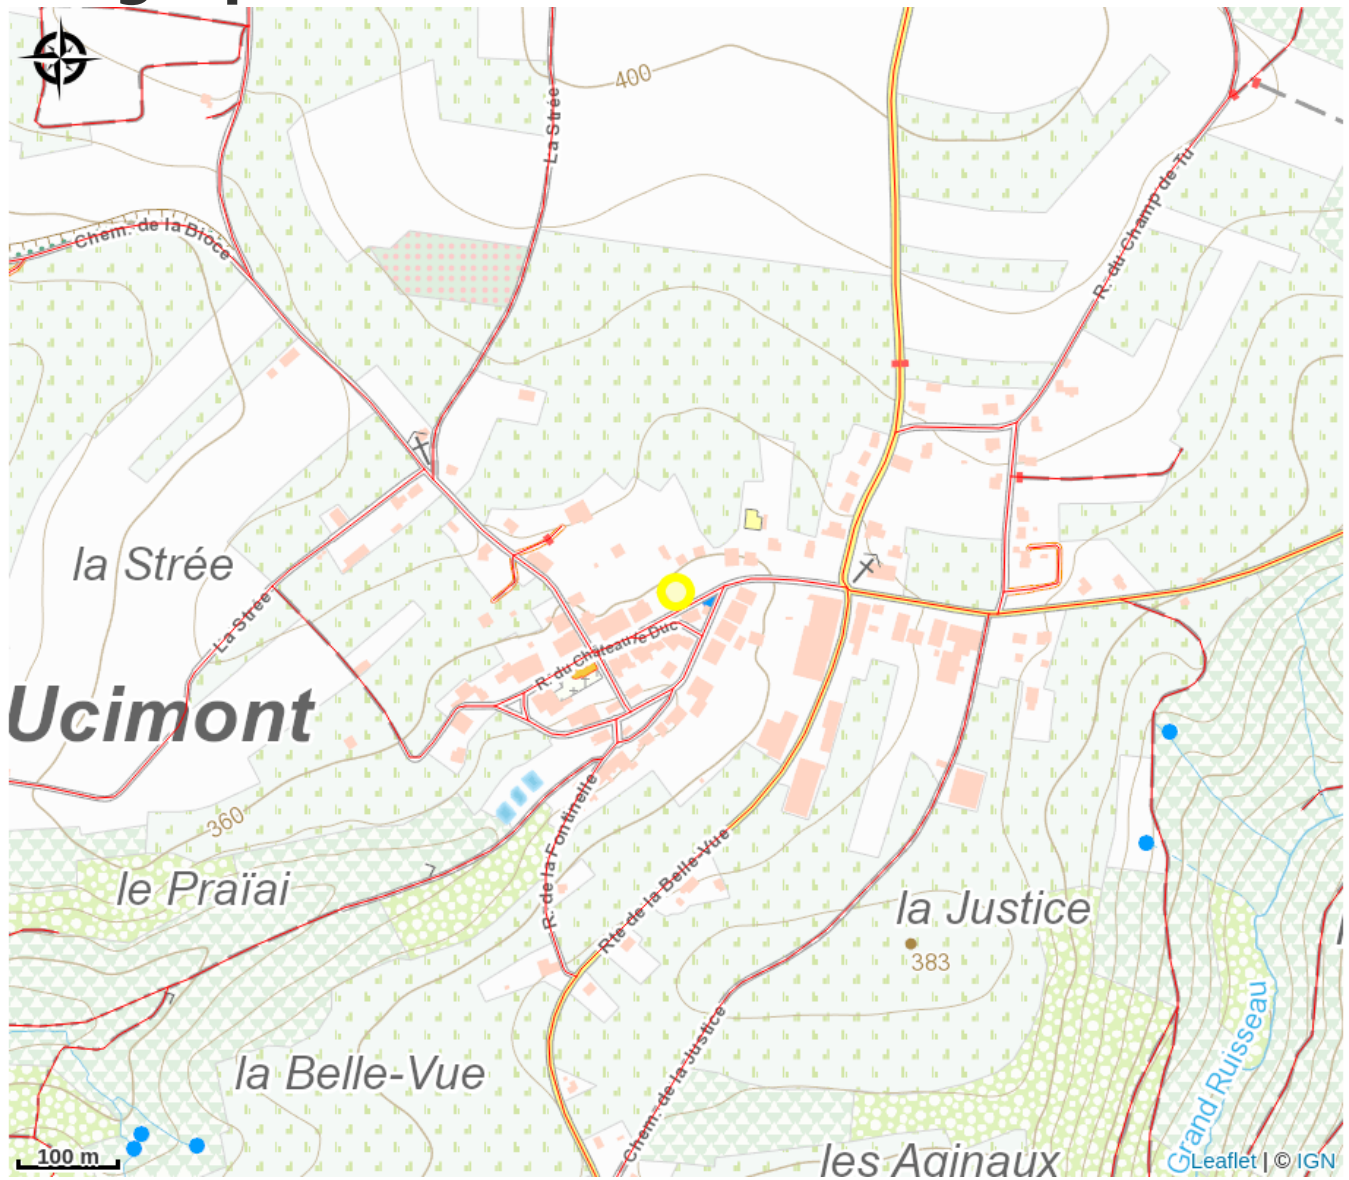 400
La Strée
R. du Champ de Tu
Chem. de la Bioce
la Strée
La Strée
R. du Château/e Duc
Ucimont
360
R. de la Fontinelle
Rte de la Belle-Vue
le Praïai
la Justice
383
Chem. de la Justice
la Belle-Vue
Grand Ruisseau
les Aginaux
100 m
Leaflet | © IGN